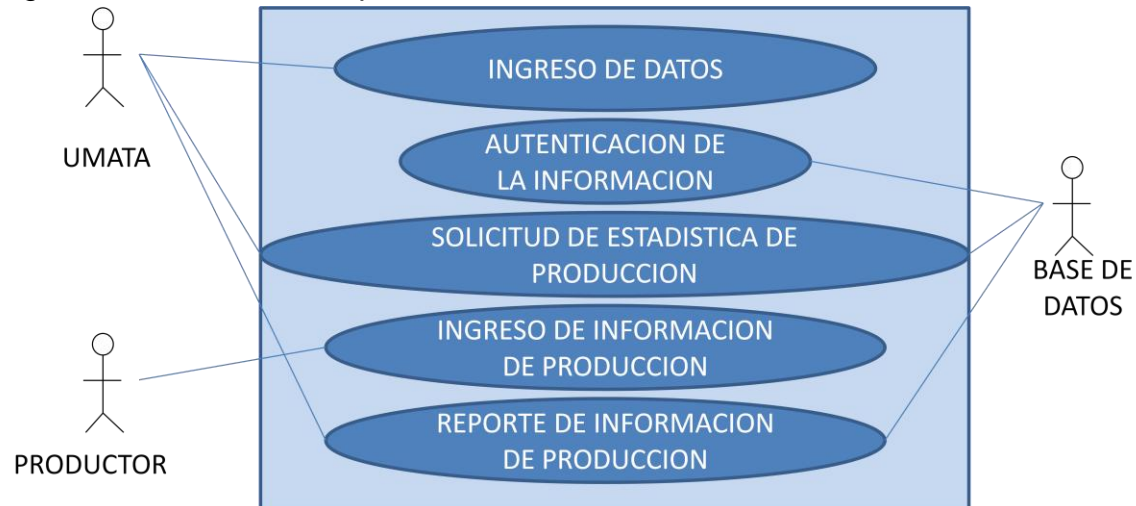 INGRESO DE DATOS
UMATA
AUTENTICACION DE
LA INFORMACION
SOLICITUD DE ESTADISTICA DE
PRODUCCION
BASE DE
DATOS
INGRESO DE INFORMACION
DE PRODUCCION
PRODUCTOR
REPORTE DE INFORMACION
DE PRODUCCION